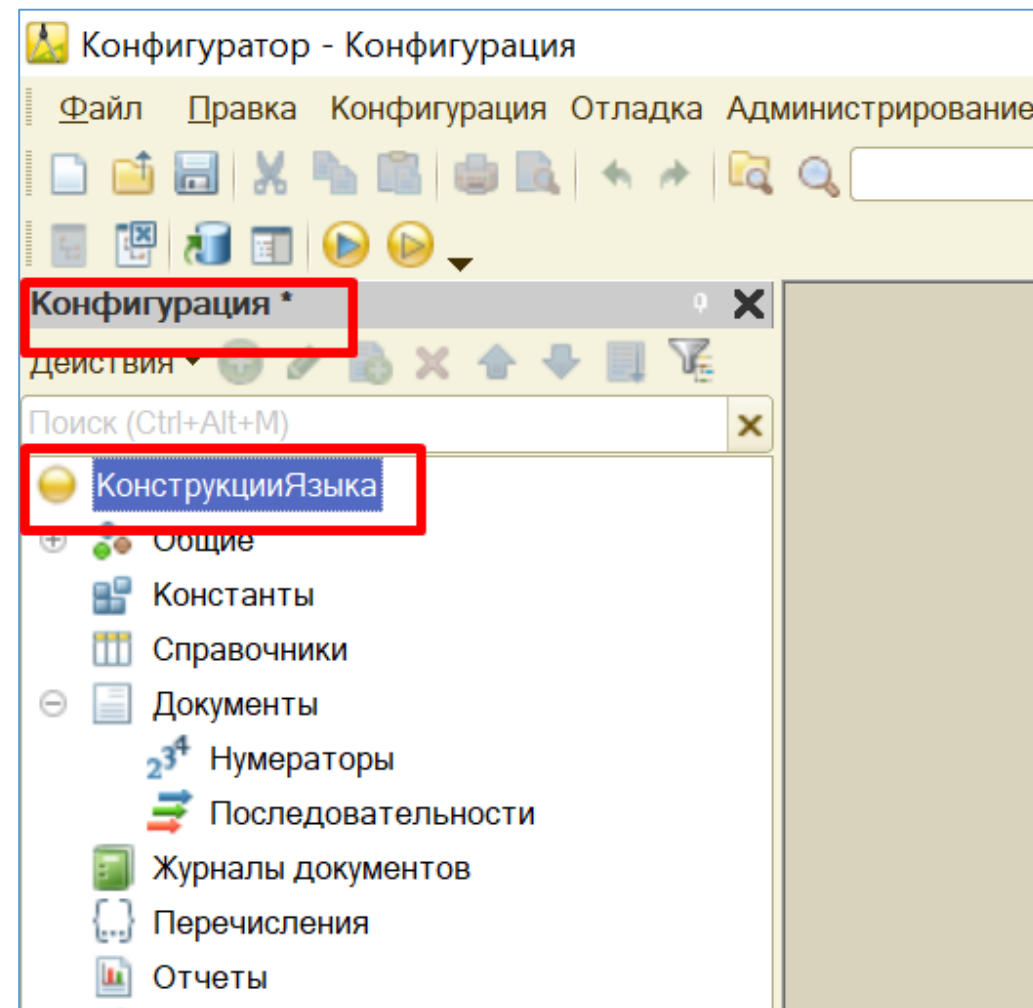 Конфигуратор - Конфигурация
Файл Правка Конфигурация Отладка Администрирование
Конфигурация *
Действия
Поиск (Ctrl+Alt+M)
КонструкцииЯзыка
Общие
Константы
Справочники
Документы
Нумераторы
Последовательности
Журналы документов
Перечисления
Отчеты